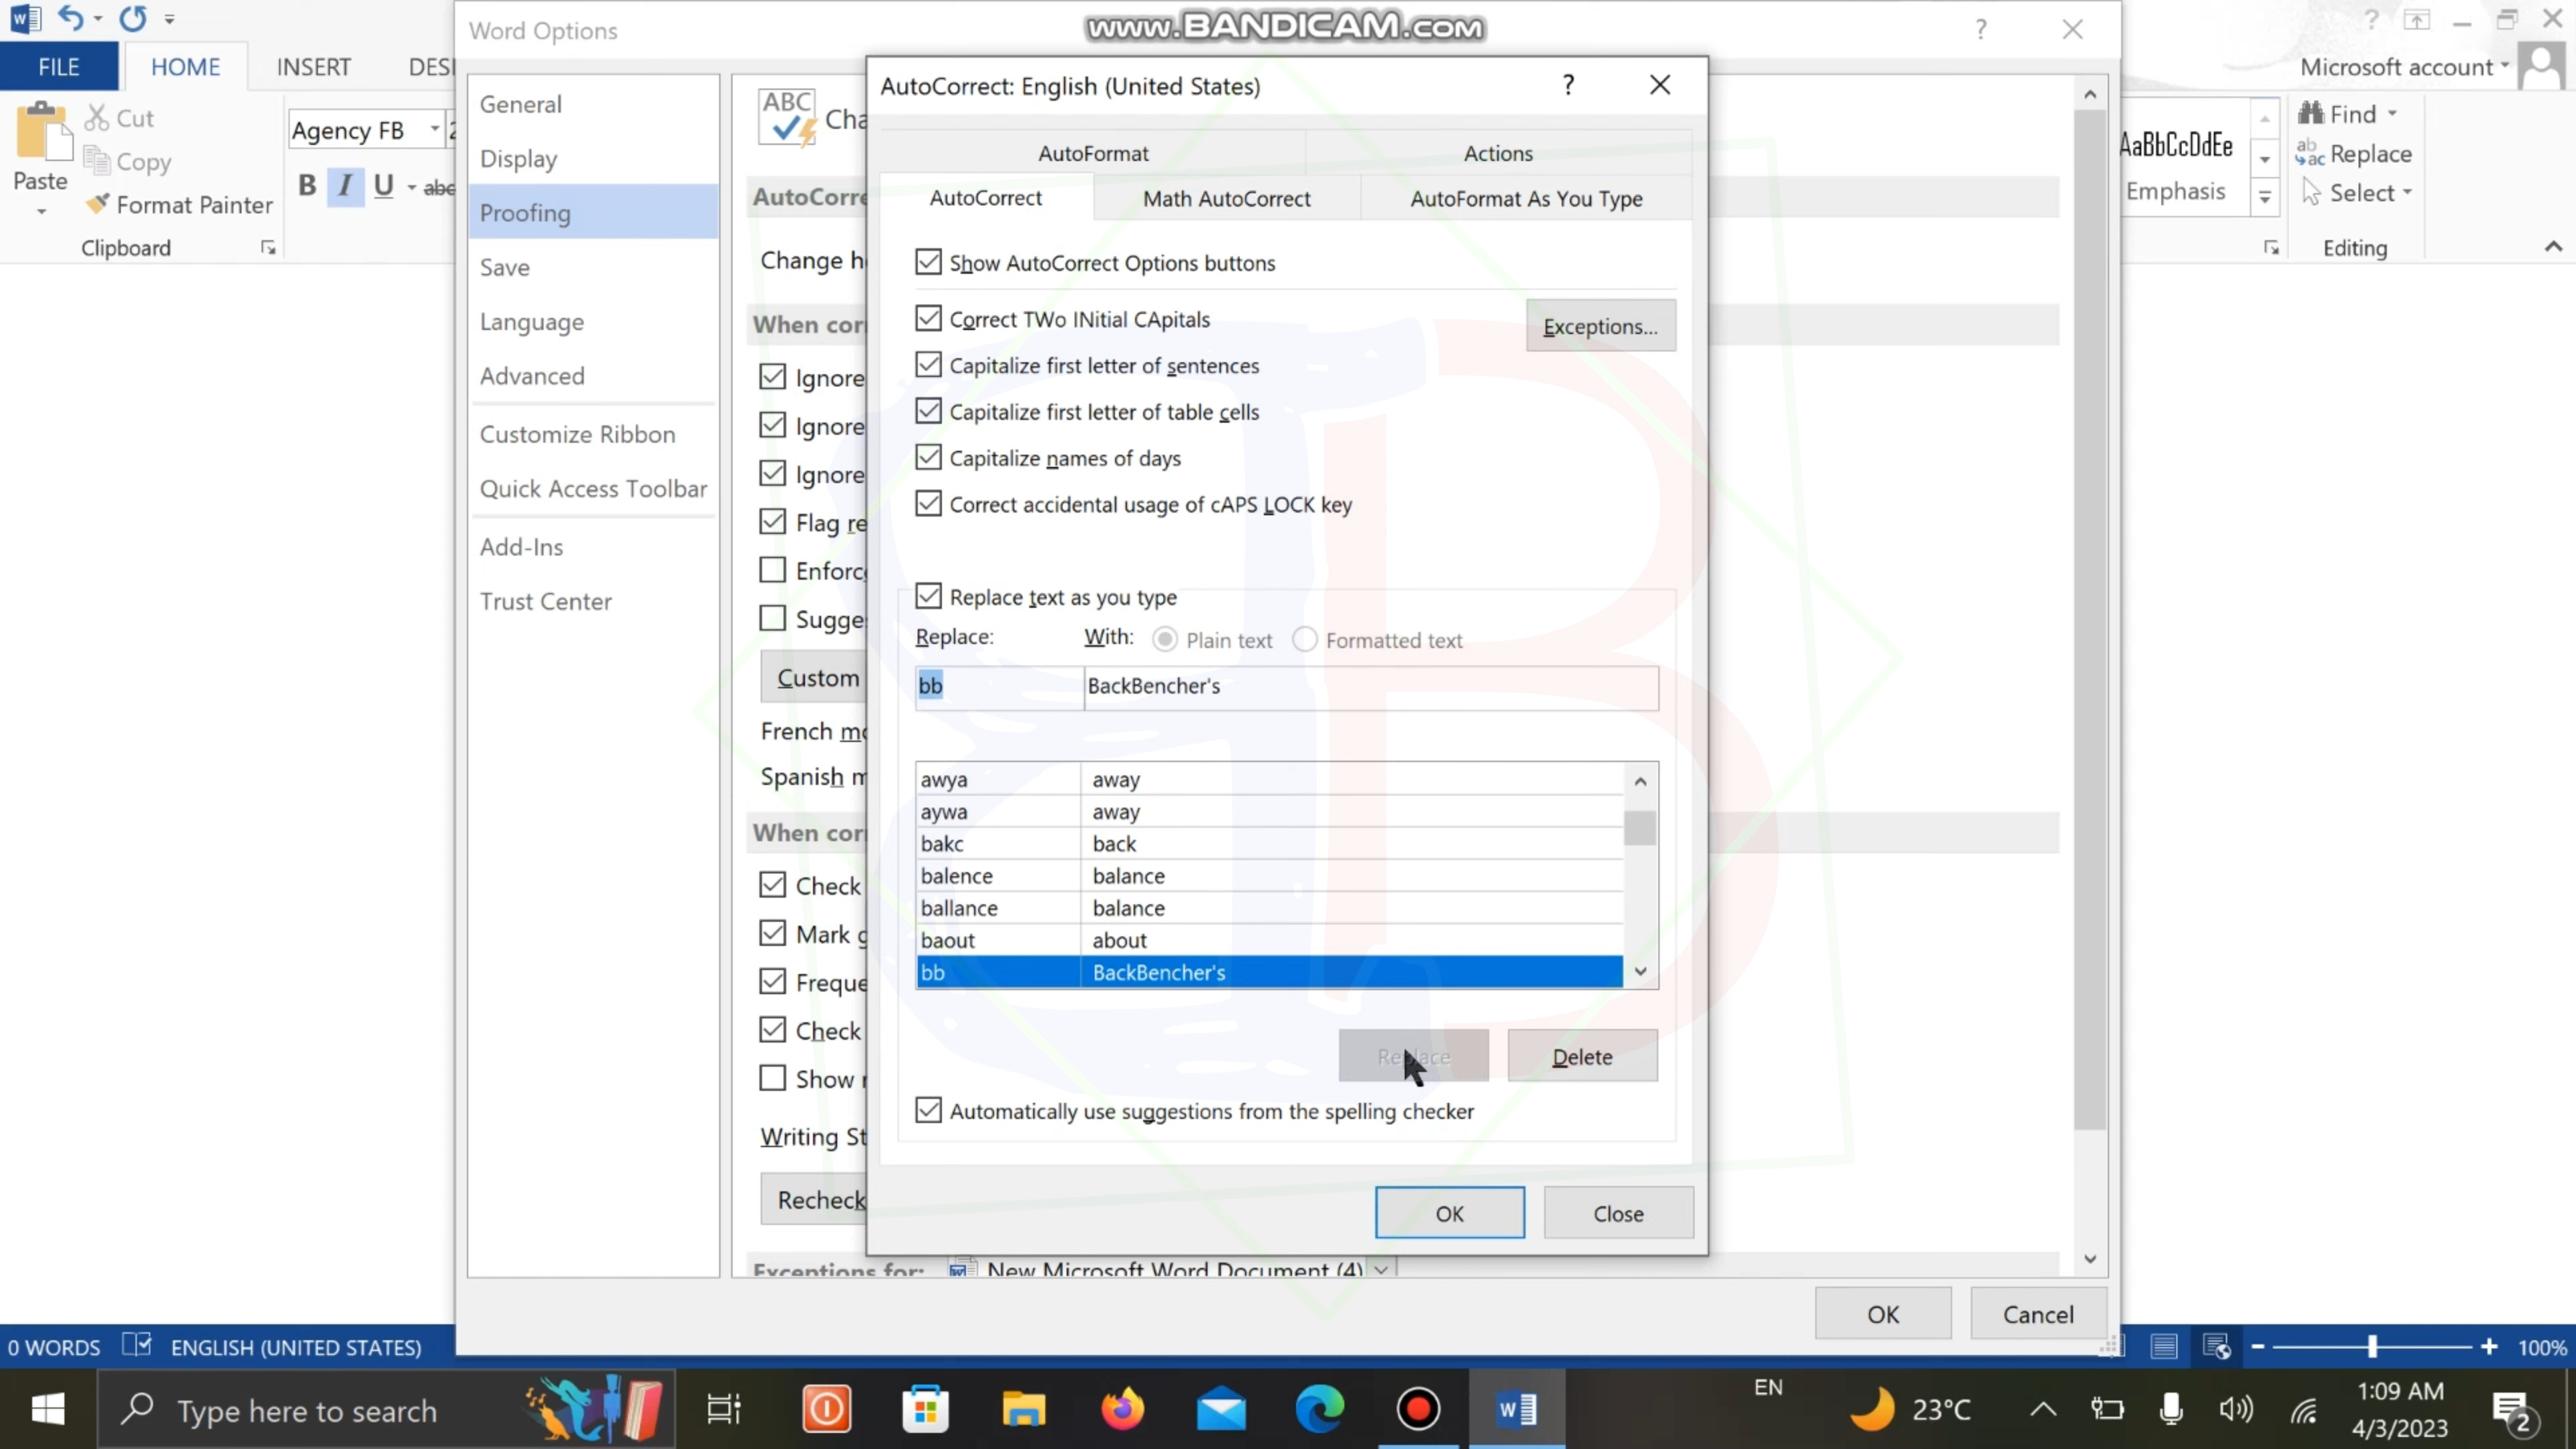 www.BANDICAM.com
Word Options
FILE
HOME
INSERT
DESI
Microsoft account
Paste
Cut
Copy
Format Painter
Clipboard
Agency FB
2
B I U abc
AaBbCcDdEe
Emphasis
Find
Replace
Select
Editing
General
Display
Proofing
Save
Language
Advanced
Customize Ribbon
Quick Access Toolbar
Add-Ins
Trust Center
ABC
Cha
AutoCorre
Change h
When corr
Ignore
Ignore
Ignore
Flag re
Enforc
Sugges
Custom
French mo
Spanish m
When corr
Check
Mark g
Freque
Check
Show r
Writing St
Recheck
Exceptions for:
New Microsoft Word Document (4)
OK
Cancel
AutoCorrect: English (United States)
AutoFormat
Actions
AutoCorrect
Math AutoCorrect
AutoFormat As You Type
Show AutoCorrect Options buttons
Correct TWo INitial CApitals
Exceptions...
Capitalize first letter of sentences
Capitalize first letter of table cells
Capitalize names of days
Correct accidental usage of cAPS LOCK key
Replace text as you type
Replace: With: Plain text Formatted text
bb BackBencher's
awya away
aywa away
bakc back
balence balance
ballance balance
baout about
bb BackBencher's
Replace
Delete
Automatically use suggestions from the spelling checker
OK
Close
0 WORDS
ENGLISH (UNITED STATES)
100%
Type here to search
EN
23°C
1:09 AM
4/3/2023
2